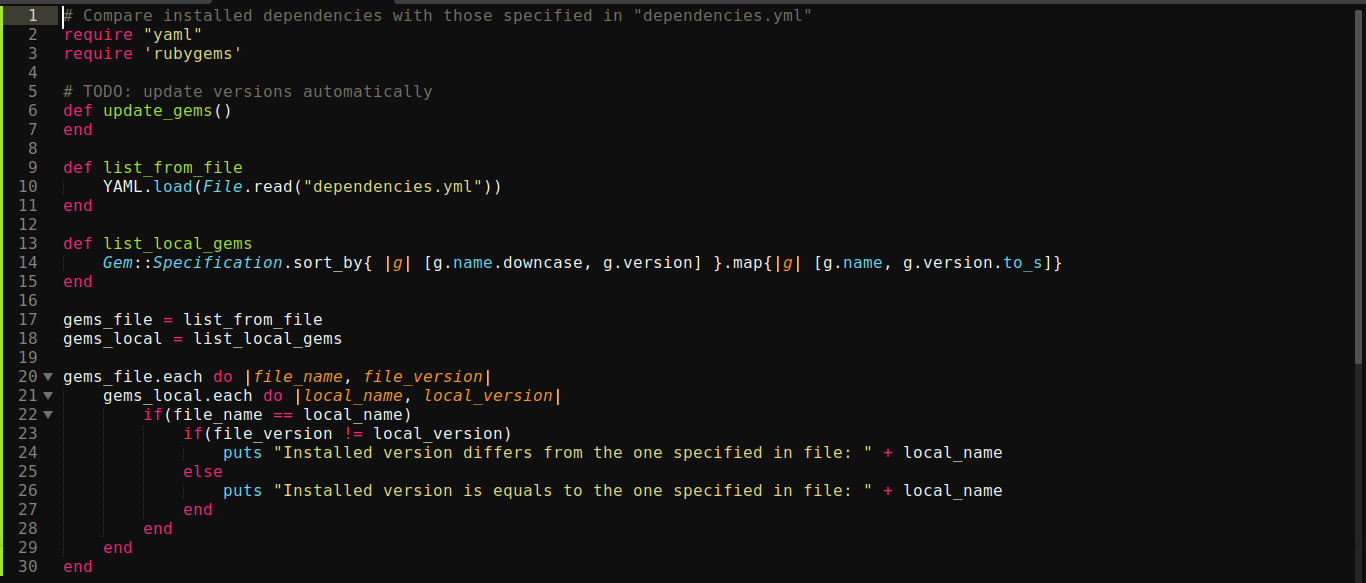 1 # Compare installed dependencies with those specified in "dependencies.yml"
2 require "yaml"
3 require 'rubygems'
4
5 # TODO: update versions automatically
6 def update_gems()
7 end
8
9 def list_from_file
10     YAML.load(File.read("dependencies.yml"))
11 end
12
13 def list_local_gems
14     Gem::Specification.sort_by{ |g| [g.name.downcase, g.version] }.map{|g| [g.name, g.version.to_s]}
15 end
16
17 gems_file = list_from_file
18 gems_local = list_local_gems
19
20 gems_file.each do |file_name, file_version|
21     gems_local.each do |local_name, local_version|
22         if(file_name == local_name)
23             if(file_version != local_version)
24                 puts "Installed version differs from the one specified in file: " + local_name
25             else
26                 puts "Installed version is equals to the one specified in file: " + local_name
27             end
28         end
29     end
30 end